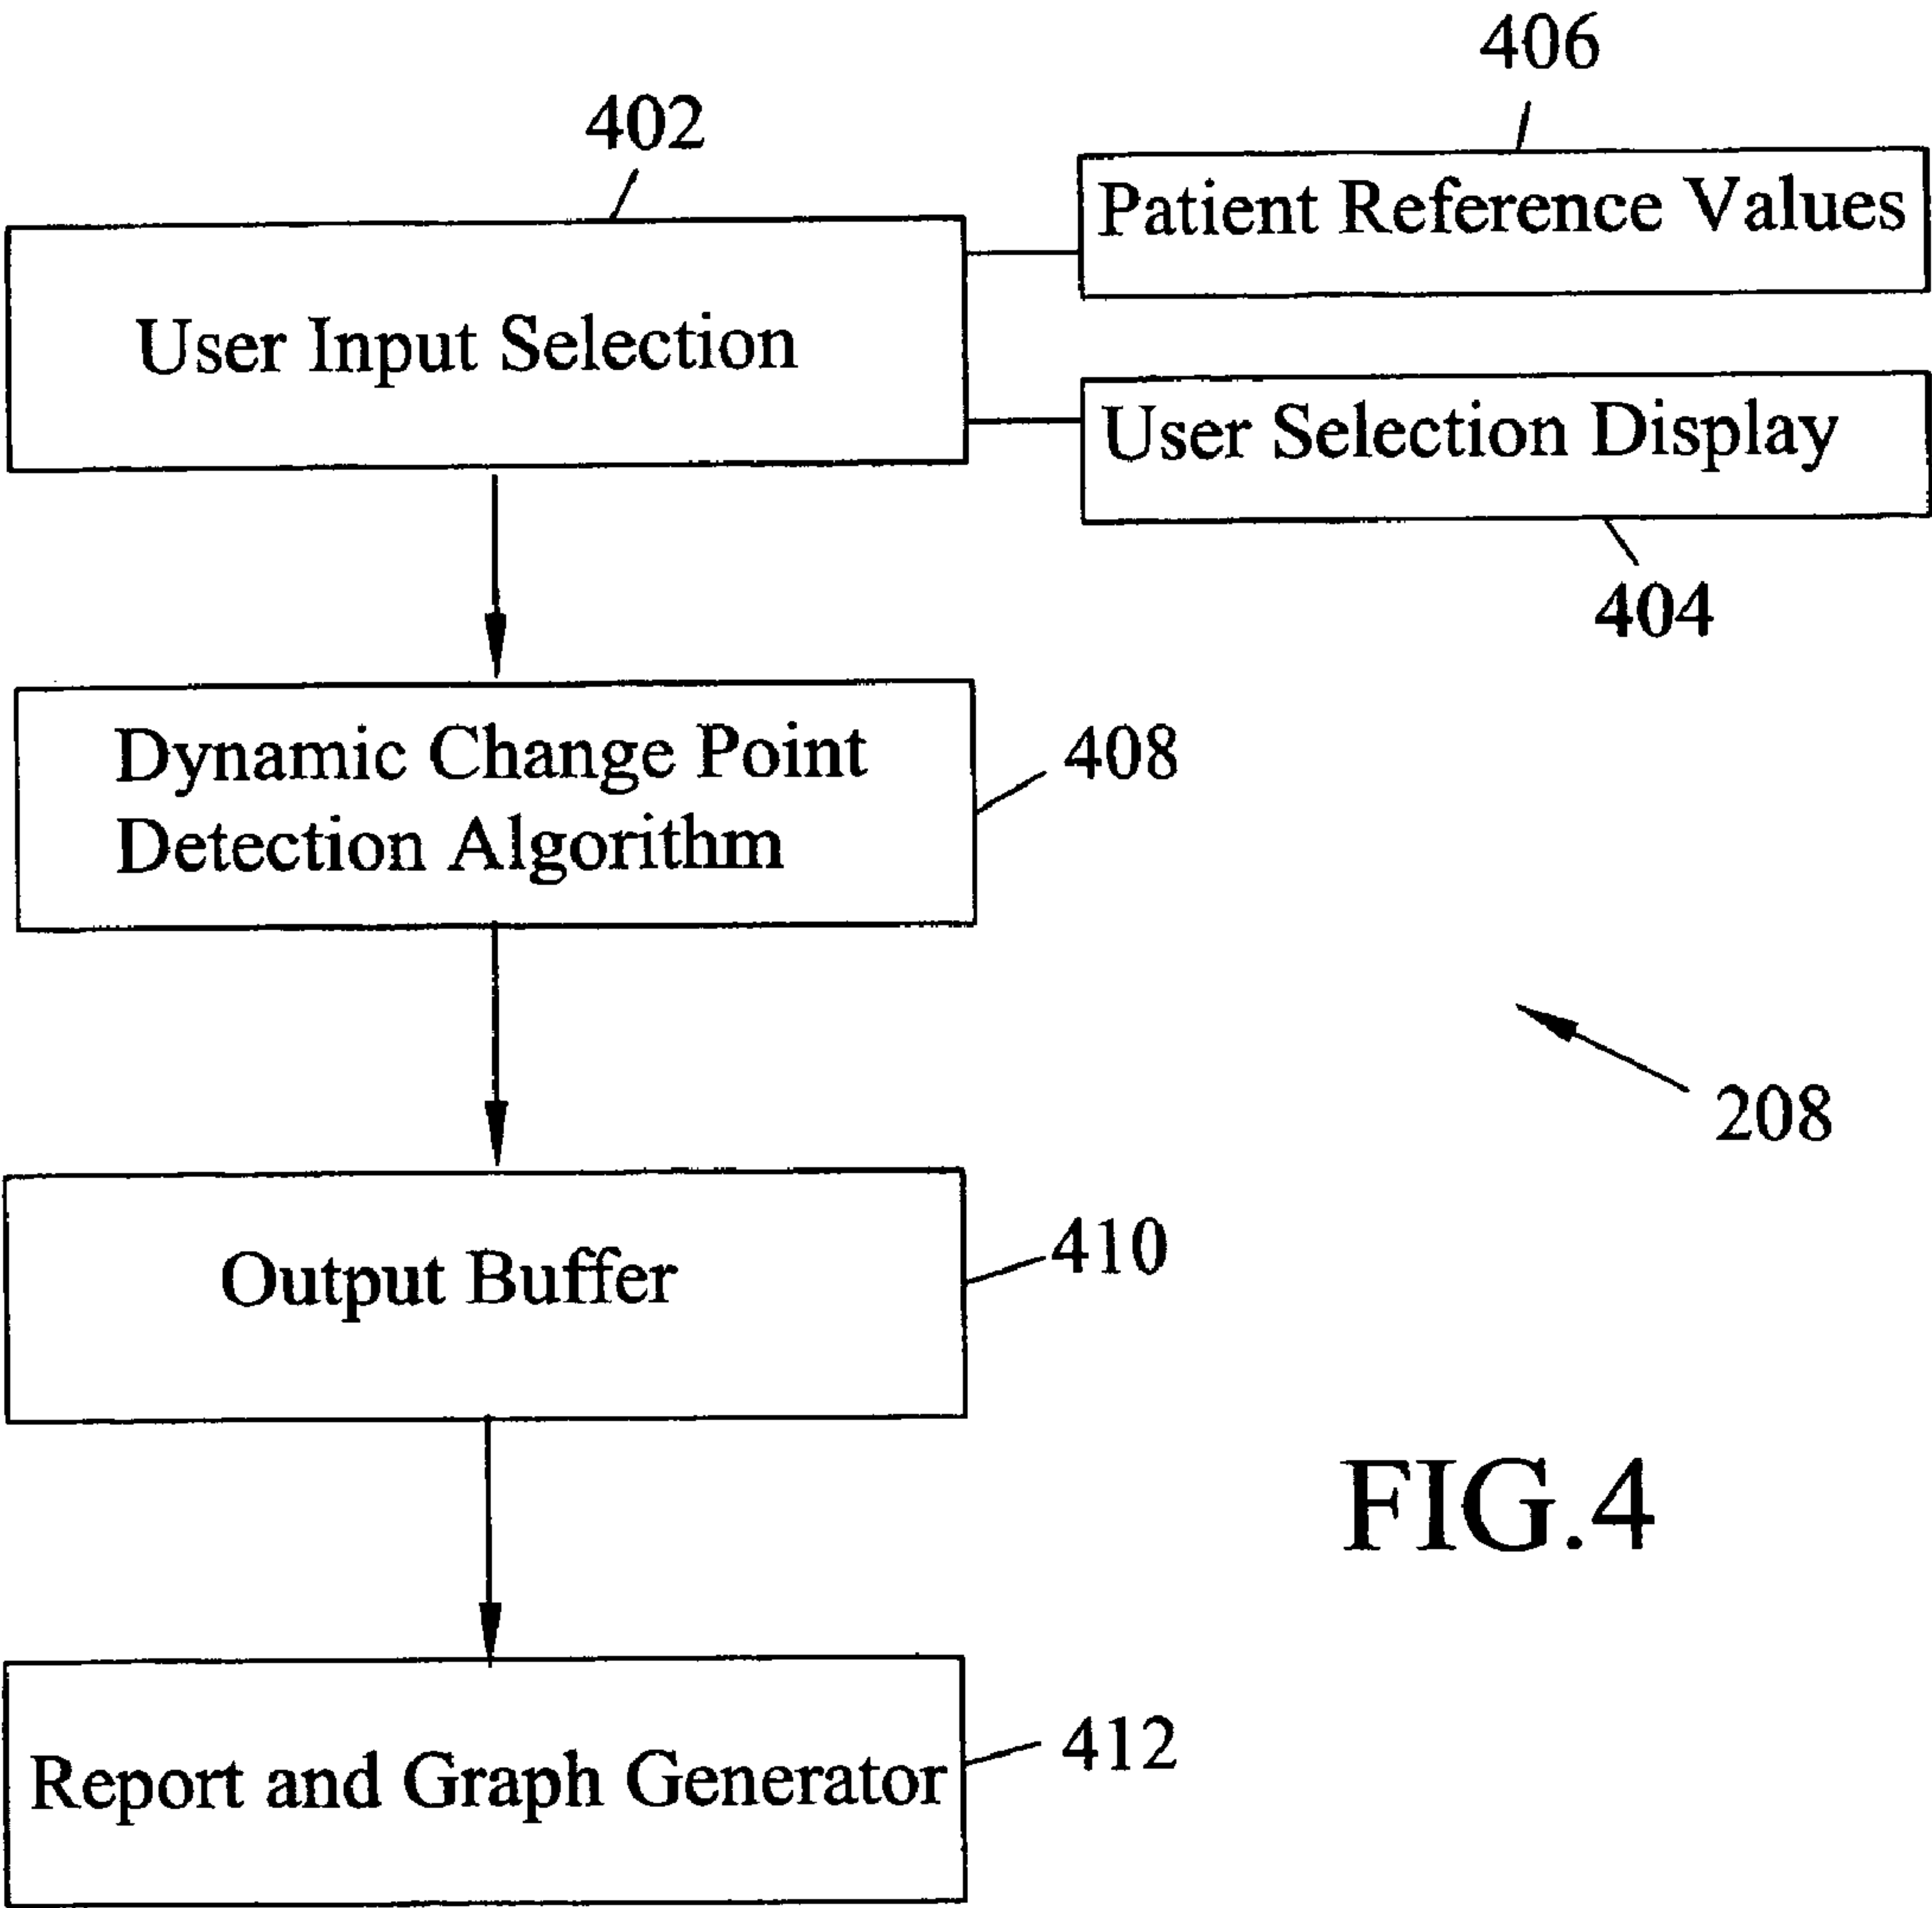 406
402
Patient Reference Values
User Input Selection
User Selection Display
404
Dynamic Change Point
Detection Algorithm
408
208
Output Buffer
410
FIG.4
Report and Graph Generator
412